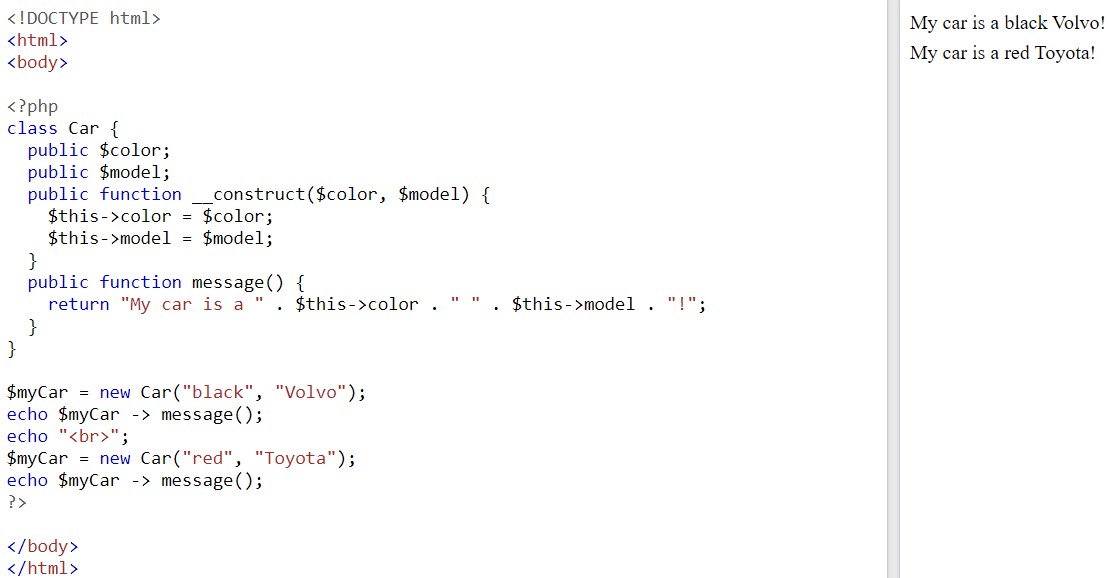 <!DOCTYPE html>
<html>
<body>

<?php
class Car {
  public $color;
  public $model;
  public function __construct($color, $model) {
    $this->color = $color;
    $this->model = $model;
  }
  public function message() {
    return "My car is a " . $this->color . " " . $this->model . "!";
  }
}

$myCar = new Car("black", "Volvo");
echo $myCar -> message();
echo "<br>";
$myCar = new Car("red", "Toyota");
echo $myCar -> message();
?>

</body>
</html>
My car is a black Volvo!
My car is a red Toyota!